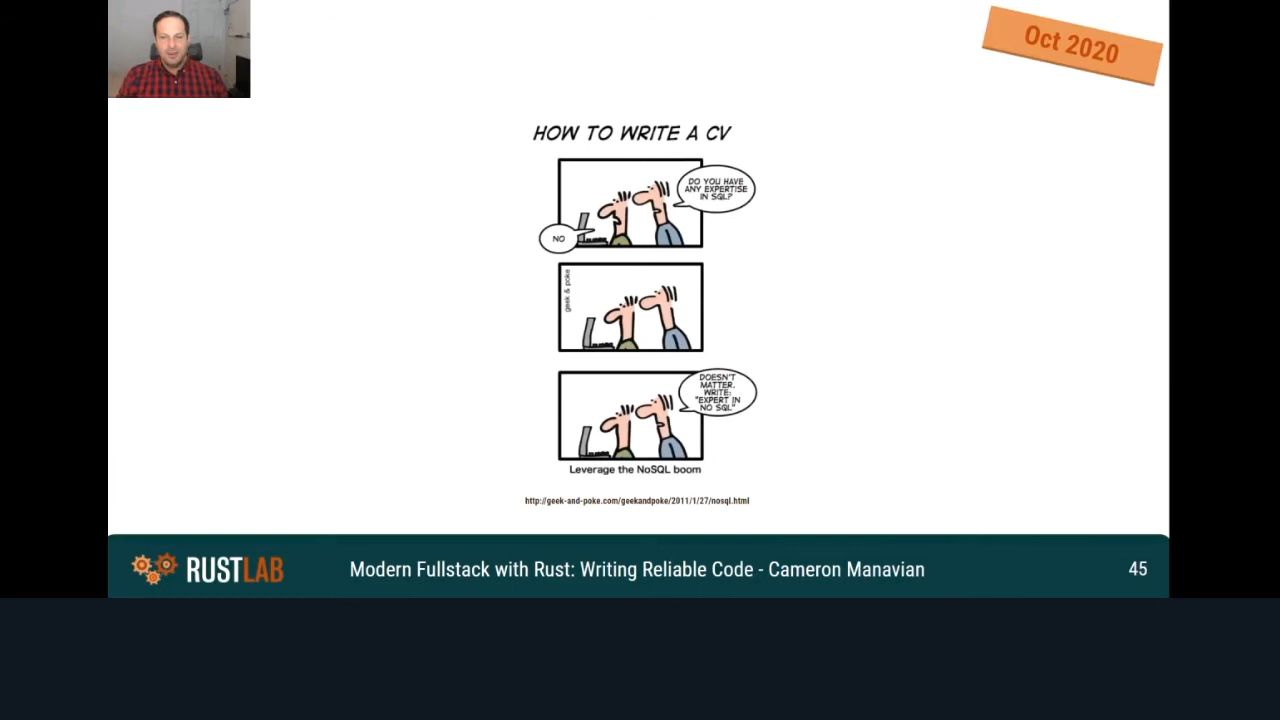 Oct 2020
HOW TO WRITE A CV
DO YOU HAVE
ANY EXPERTISE
IN SQL?
NO
geek & poke
DOESN'T
MATTER.
WRITE:
"EXPERT IN
NO SQL"
Leverage the NoSQL boom
http://geek-and-poke.com/geekandpoke/2011/1/27/nosql.html
RUSTLAB
Modern Fullstack with Rust: Writing Reliable Code - Cameron Manavian
45